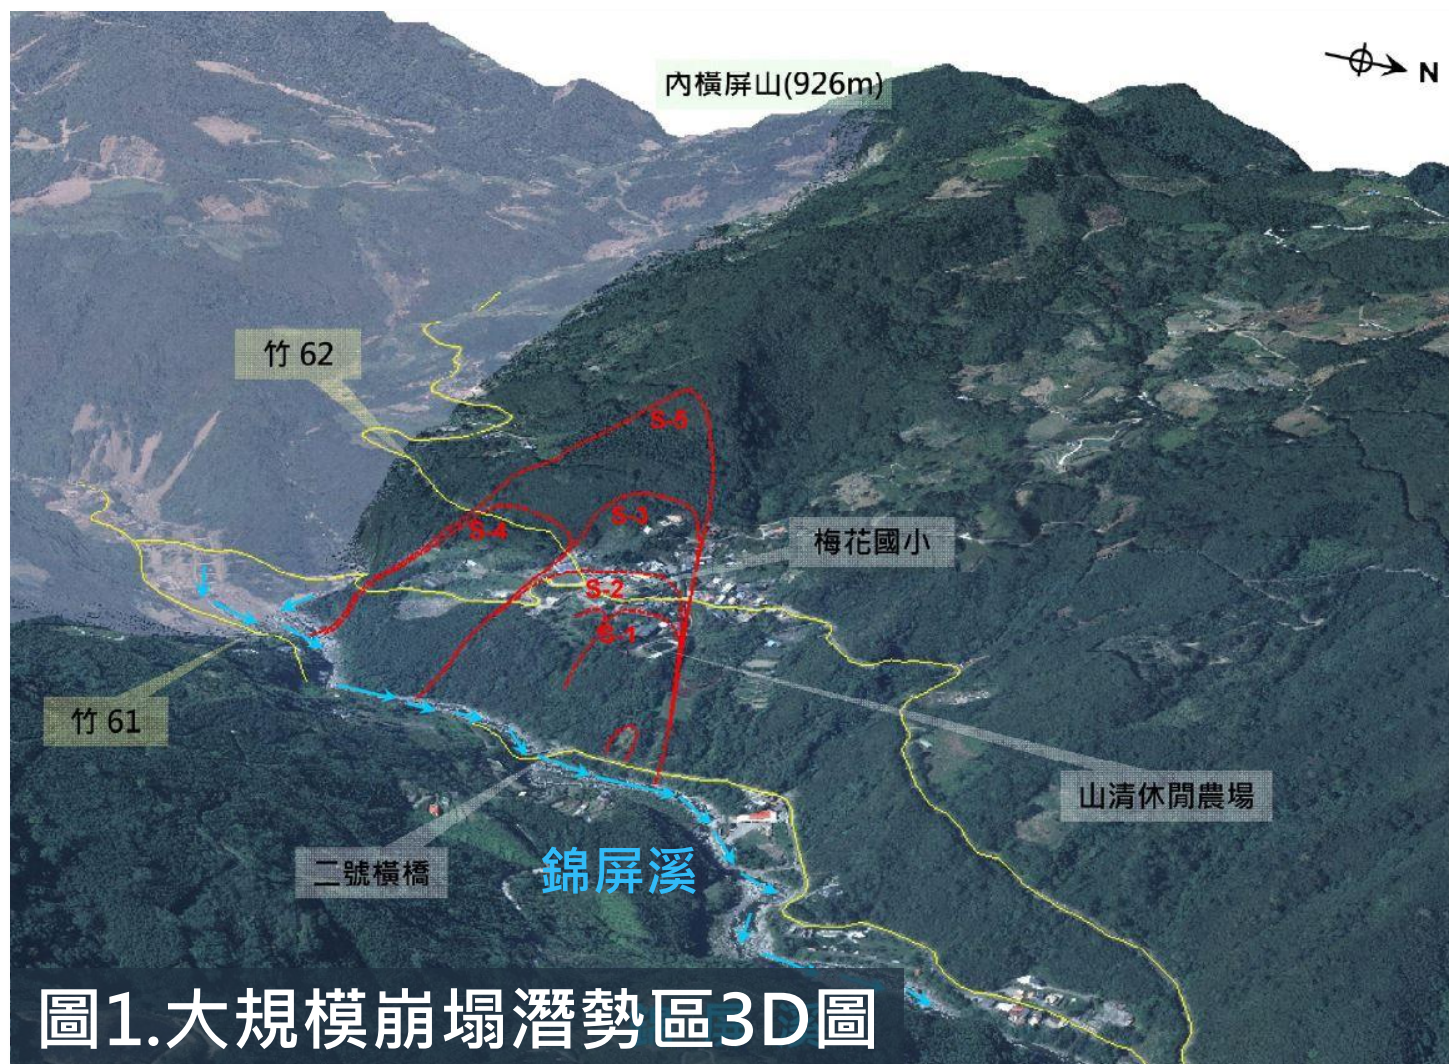 內橫屏山(926m)
N
竹 62
S-5
S-4
S-3
梅花國小
S-2
S-1
竹 61
山清休閒農場
二號橫橋
錦屏溪
圖1.大規模崩塌潛勢區3D圖